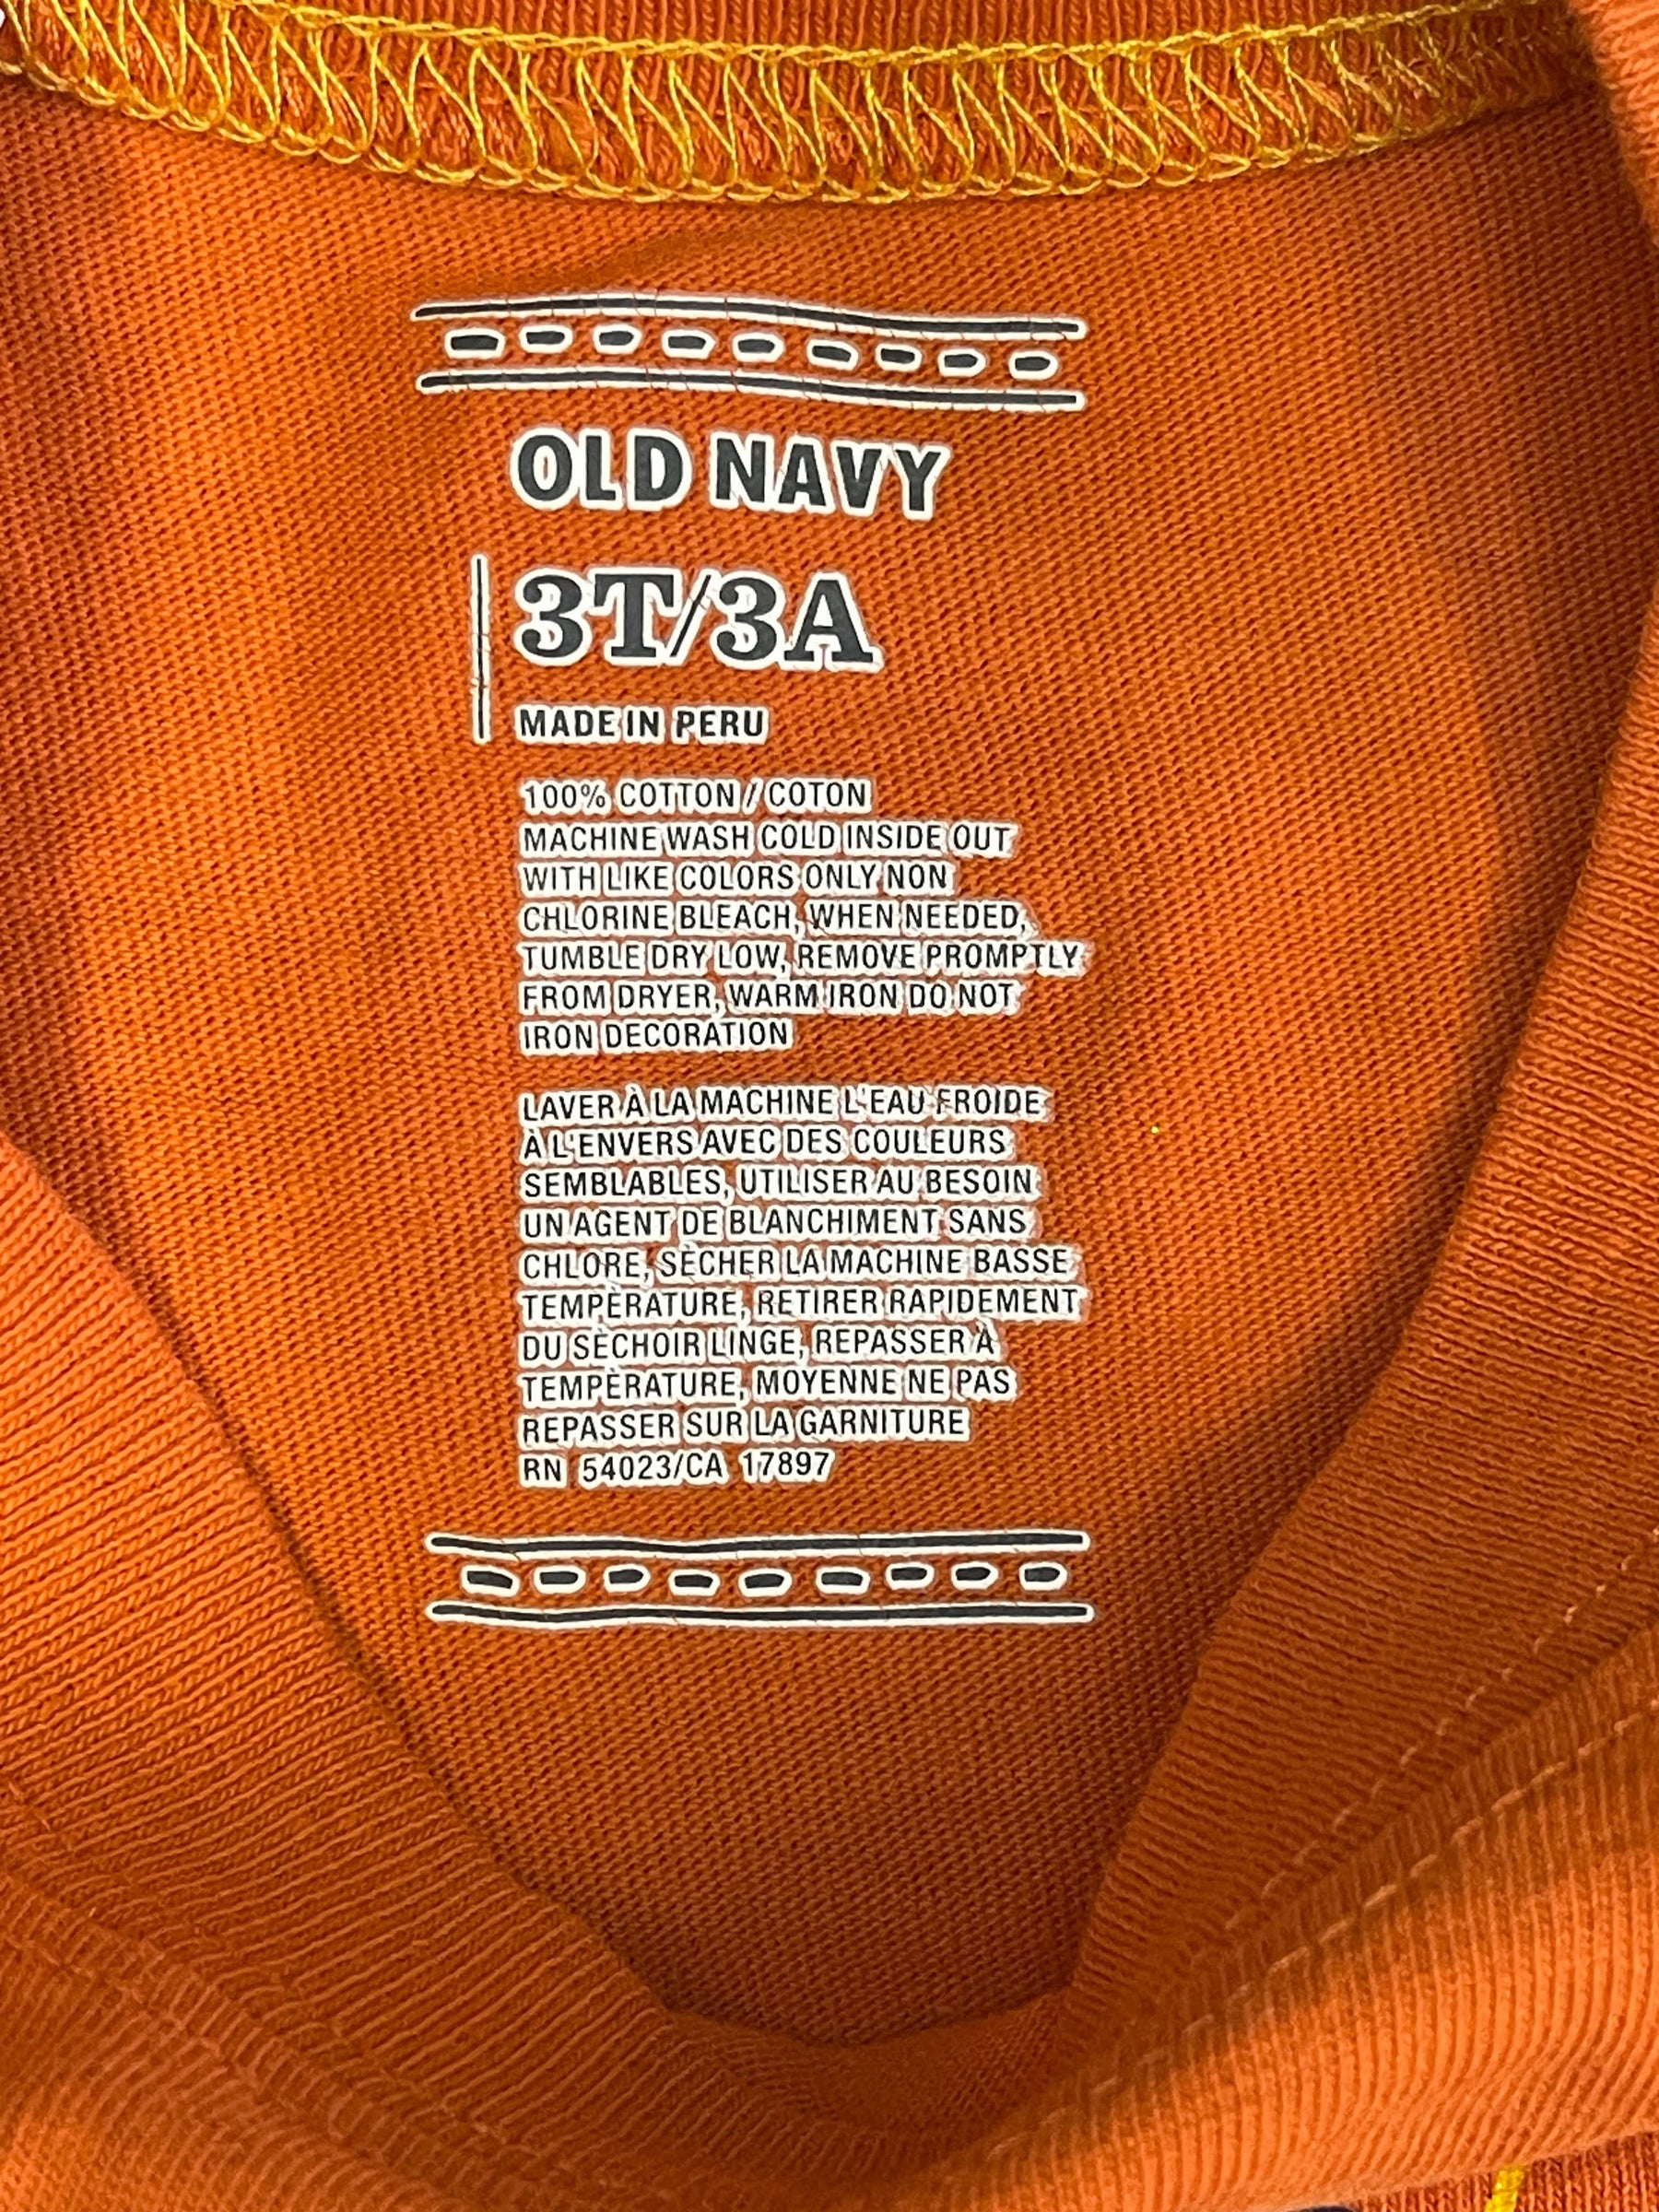 OLD NAVY
3T/3A
MADE IN PERU
100% COTTON / COTON
MACHINE WASH COLD INSIDE OUT
WITH LIKE COLORS ONLY NON
CHLORINE BLEACH, WHEN NEEDED,
TUMBLE DRY LOW, REMOVE PROMPTLY
FROM DRYER, WARM IRON DO NOT
IRON DECORATION
LAVER À LA MACHINE L'EAU FROIDE
À L'ENVERS AVEC DES COULEURS
SEMBLABLES, UTILISER AU BESOIN
UN AGENT DE BLANCHIMENT SANS
CHLORE, SÈCHER LA MACHINE BASSE
TEMPÈRATURE, RETIRER RAPIDEMENT
DU SÈCHOIR LINGE, REPASSER À
TEMPÈRATURE, MOYENNE NE PAS
REPASSER SUR LA GARNITURE
RN 54023/CA 17897